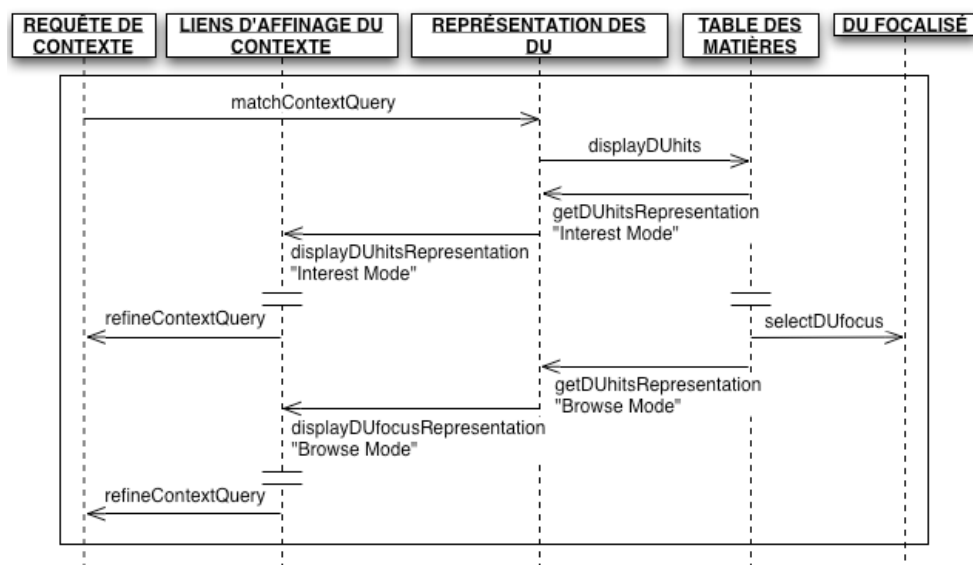 REQUÊTE DE
CONTEXTE
LIENS D'AFFINAGE DU
CONTEXTE
REPRÉSENTATION DES
DU
TABLE DES
MATIÈRES
DU FOCALISÉ
matchContextQuery
displayDUhits
getDUhitsRepresentation
"Interest Mode"
displayDUhitsRepresentation
"Interest Mode"
refineContextQuery
selectDUfocus
getDUhitsRepresentation
"Browse Mode"
displayDUfocusRepresentation
"Browse Mode"
refineContextQuery